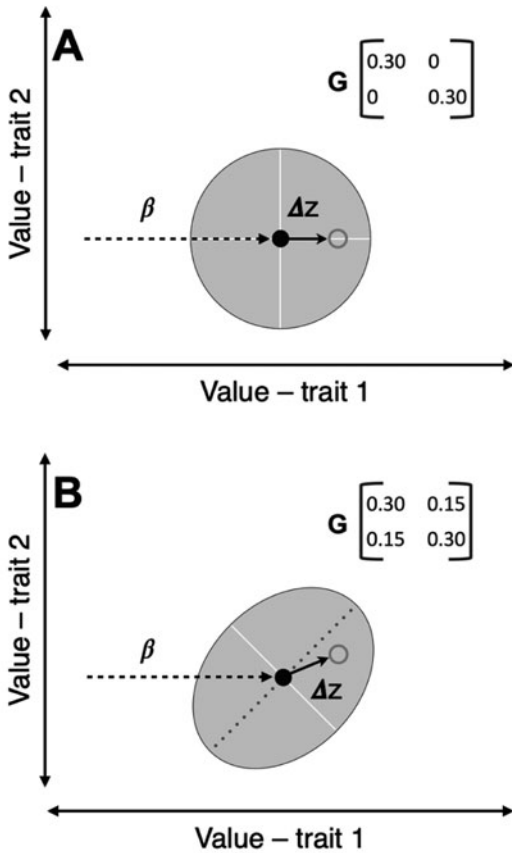 A
G
0.30 0
0 0.30
Value – trait 2
β
Δz
Value – trait 1
B
G
0.30 0.15
0.15 0.30
Value – trait 2
β
Δz
Value – trait 1